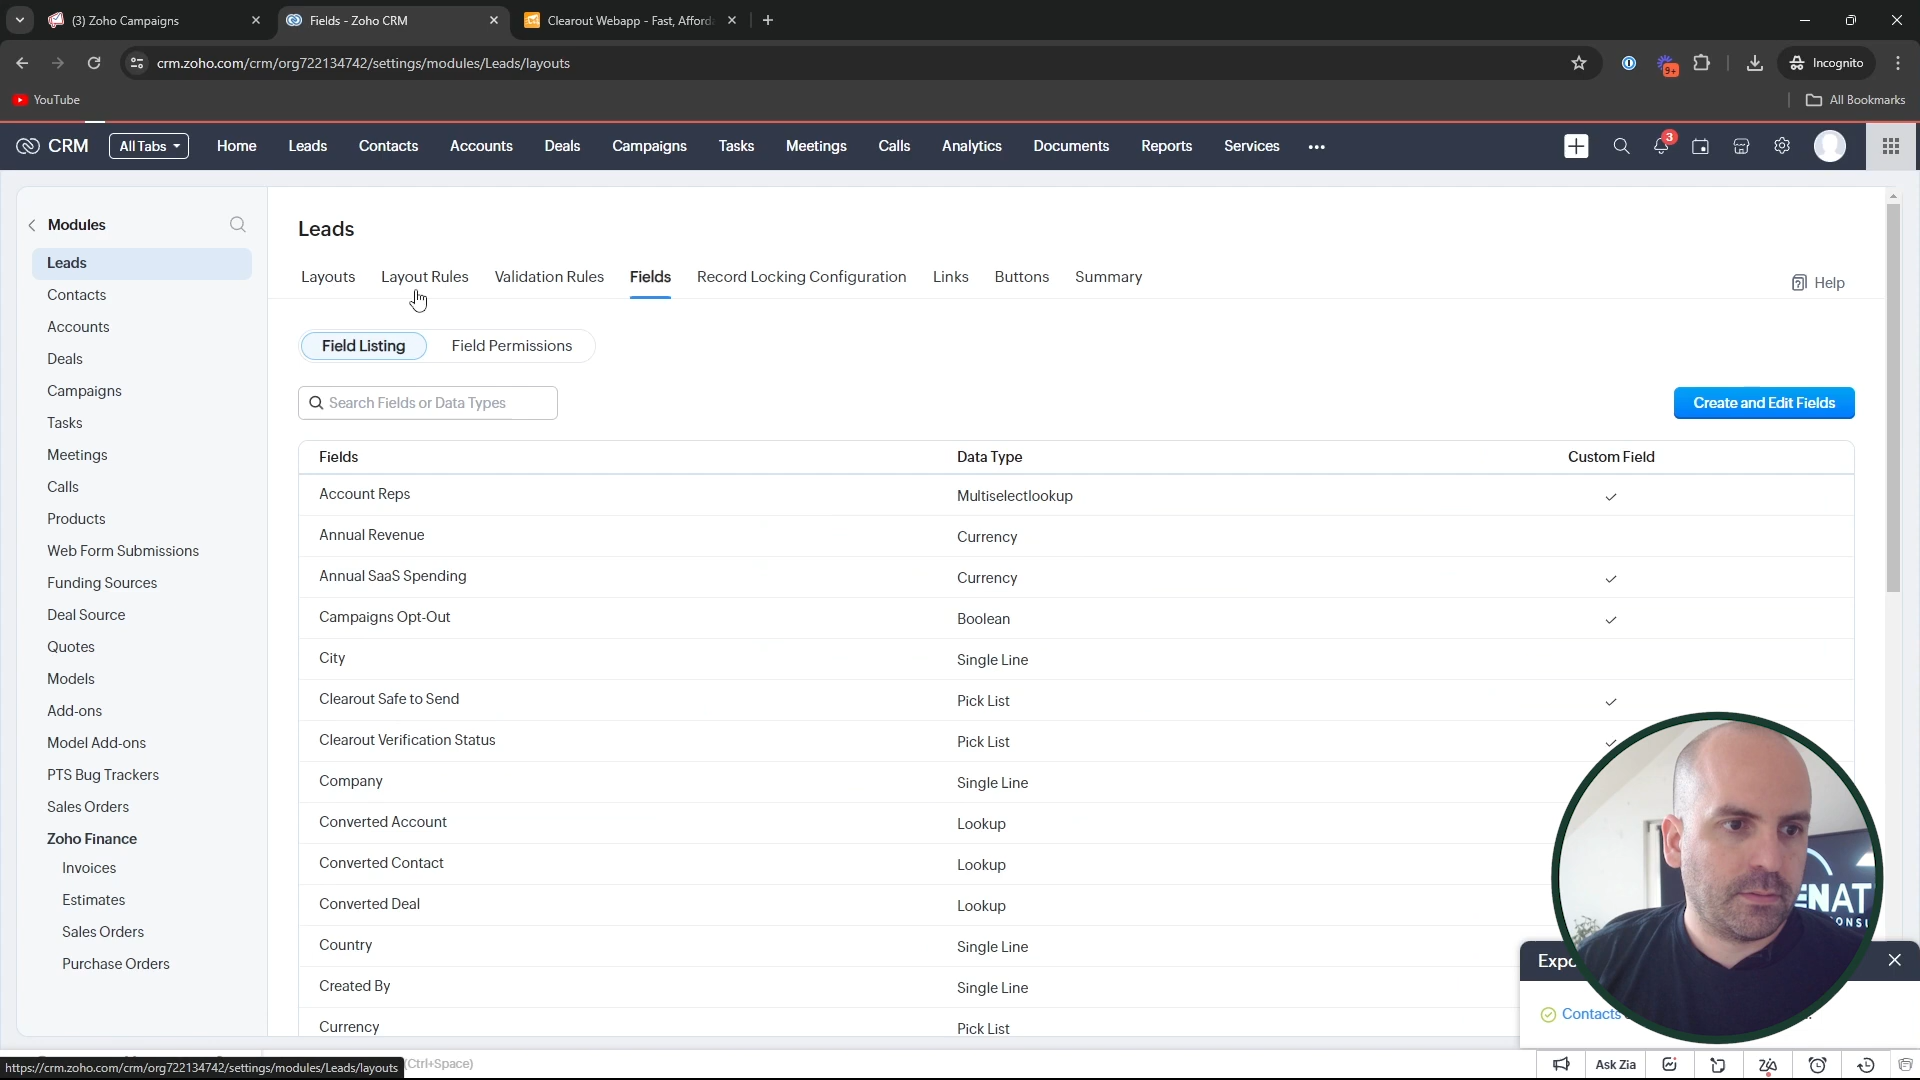 (3) Zoho Campaigns
Fields - Zoho CRM
Clearout Webapp - Fast, Afford
crm.zoho.com/crm/org722134742/settings/modules/Leads/layouts
9+
Incognito
YouTube
All Bookmarks
CRM
All Tabs
Home
Leads
Contacts
Accounts
Deals
Campaigns
Tasks
Meetings
Calls
Analytics
Documents
Reports
Services
3
Modules
Leads
Contacts
Accounts
Deals
Campaigns
Tasks
Meetings
Calls
Products
Web Form Submissions
Funding Sources
Deal Source
Quotes
Models
Add-ons
Model Add-ons
PTS Bug Trackers
Sales Orders
Zoho Finance
Invoices
Estimates
Sales Orders
Purchase Orders
Leads
Layouts
Layout Rules
Validation Rules
Fields
Record Locking Configuration
Links
Buttons
Summary
Help
Field Listing
Field Permissions
Search Fields or Data Types
Create and Edit Fields
Fields Data Type Custom Field
Account Reps Multiselectlookup
Annual Revenue Currency
Annual SaaS Spending Currency
Campaigns Opt-Out Boolean
City Single Line
Clearout Safe to Send Pick List
Clearout Verification Status Pick List
Company Single Line
Converted Account Lookup
Converted Contact Lookup
Converted Deal Lookup
Country Single Line
Created By Single Line
Currency Pick List
ENAT
ONSU
Expo
Contacts
https://crm.zoho.com/crm/org722134742/settings/modules/Leads/layouts
(Ctrl+Space)
Ask Zia